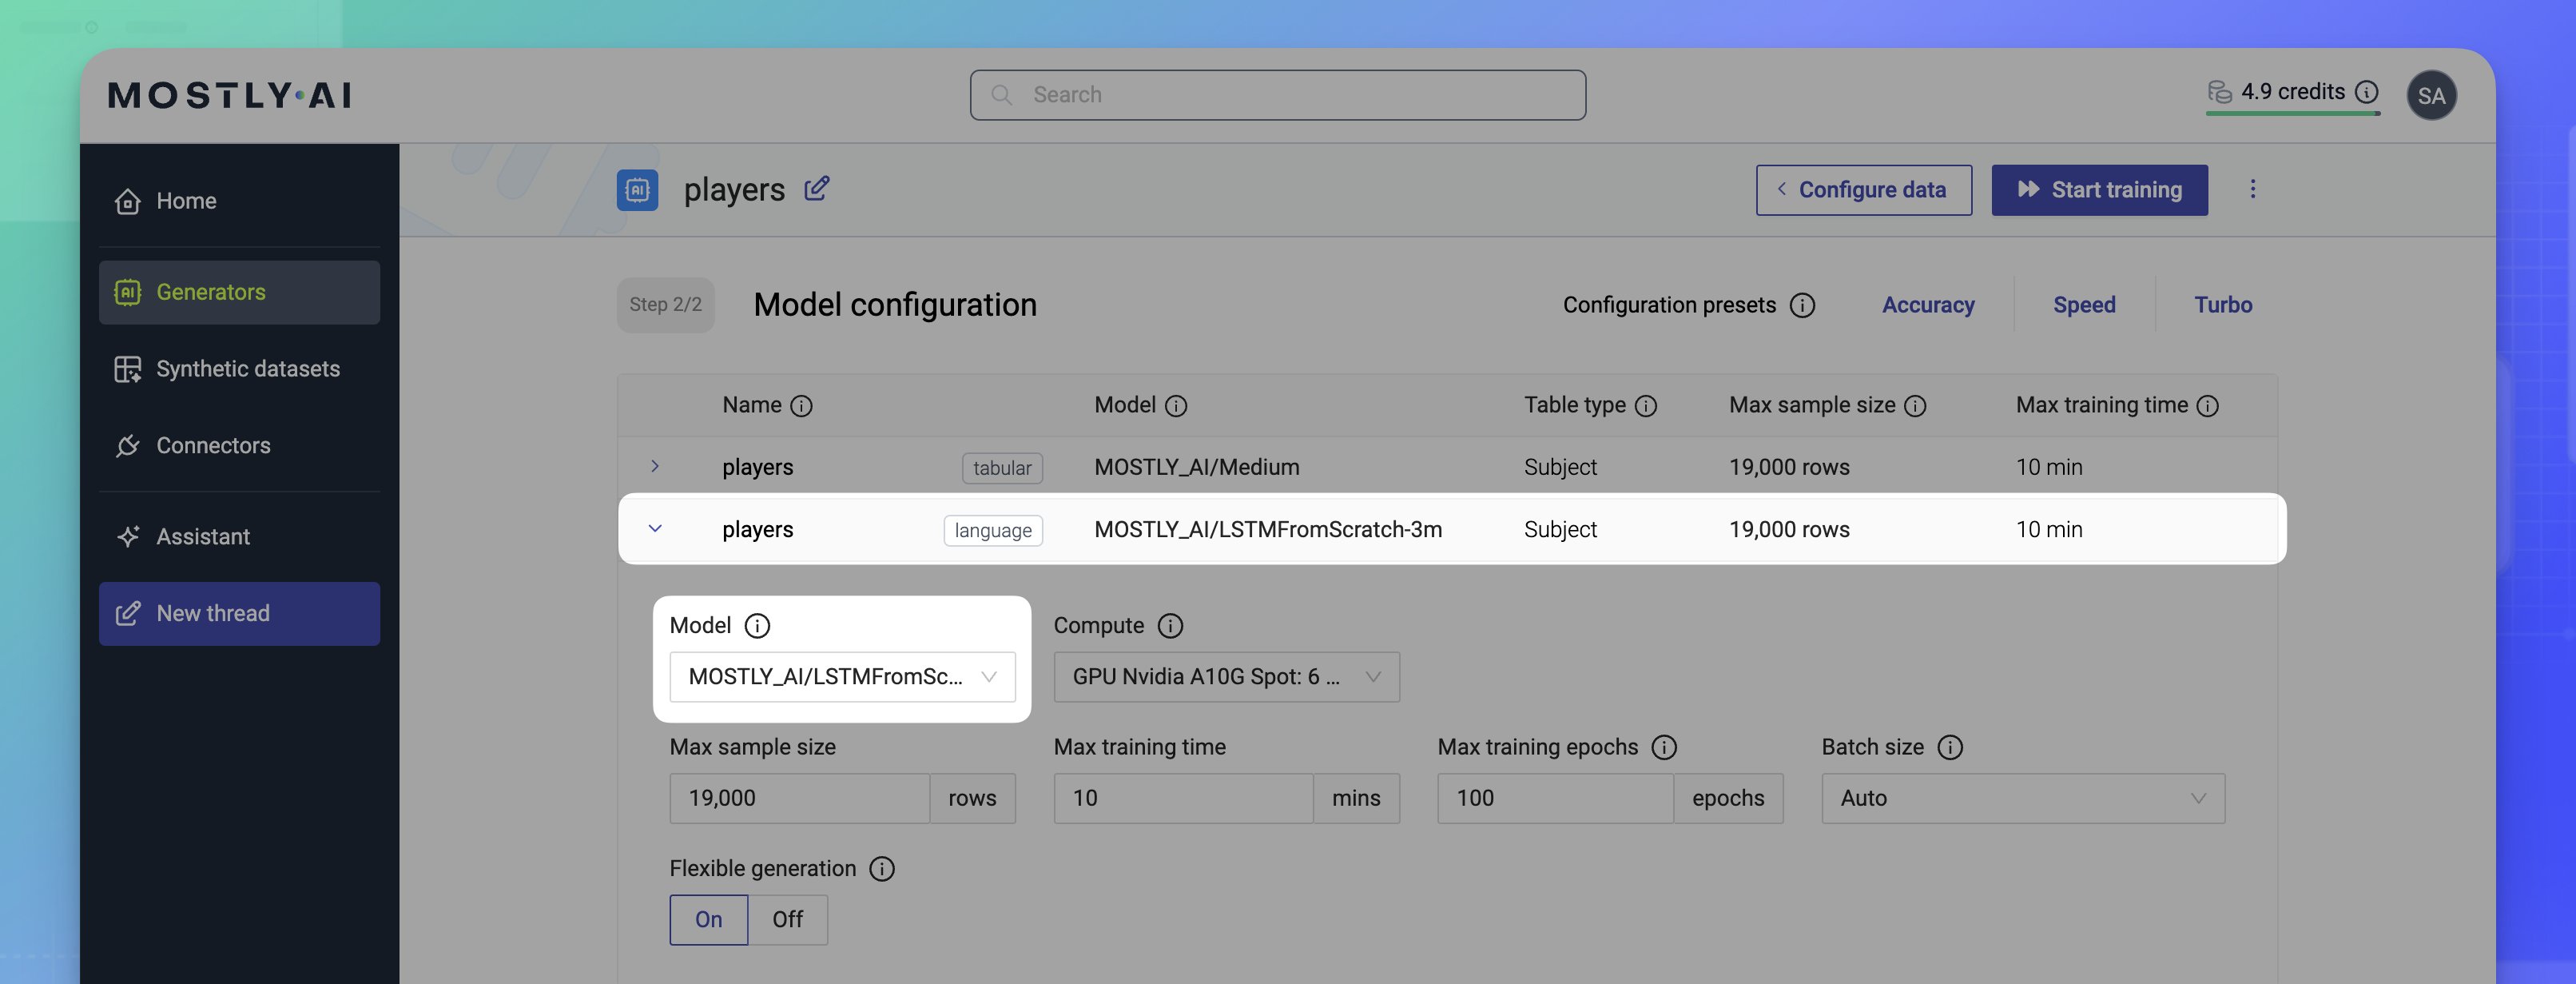 MOSTLY·AI
Search
4.9 credits
SA
Home
Generators
Synthetic datasets
Connectors
Assistant
New thread
players
Configure data
Start training
Step 2/2
Model configuration
Configuration presets
Accuracy
Speed
Turbo
Name Model Table type Max sample size Max training time
players tabular MOSTLY_AI/Medium Subject 19,000 rows 10 min
players language MOSTLY_AI/LSTMFromScratch-3m Subject 19,000 rows 10 min
Model Compute
MOSTLY_AI/LSTMFromSc... GPU Nvidia A10G Spot: 6 ...
Max sample size Max training time Max training epochs Batch size
19,000 rows 10 mins 100 epochs Auto
Flexible generation
On Off